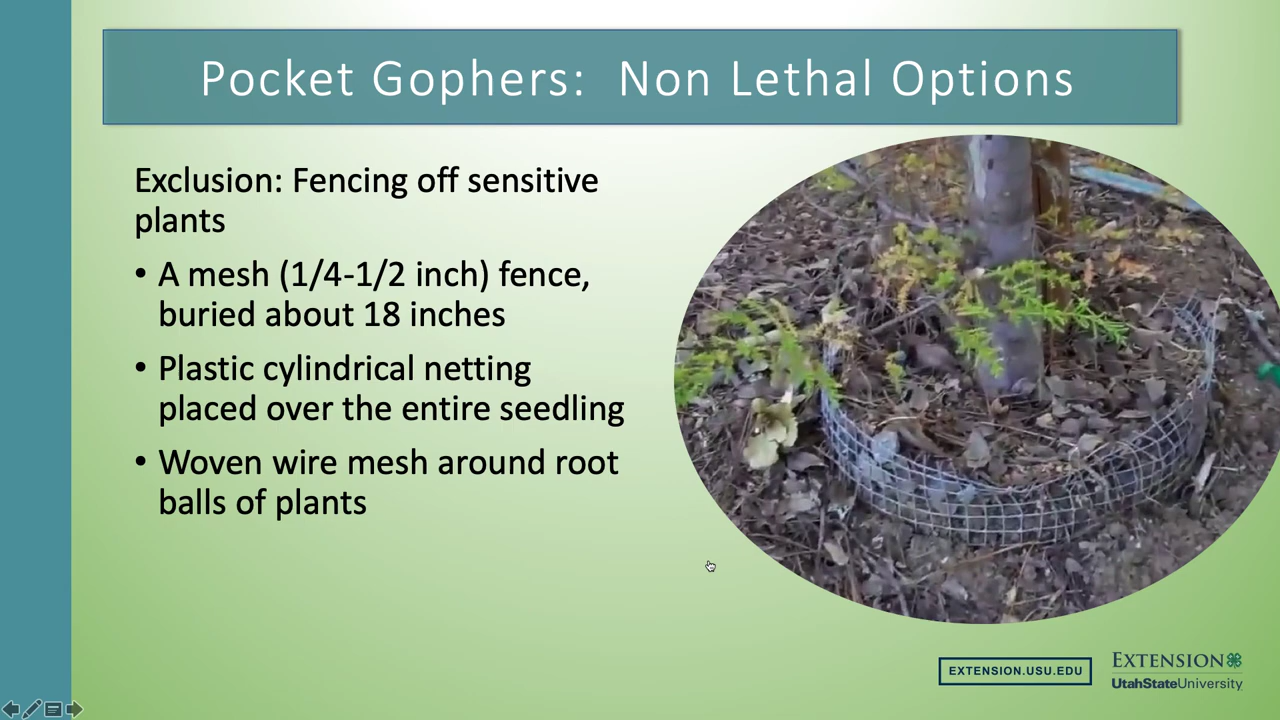 Pocket Gophers: Non Lethal Options
Exclusion: Fencing off sensitive
plants
• A mesh (1/4-1/2 inch) fence,
buried about 18 inches
• Plastic cylindrical netting
placed over the entire seedling
• Woven wire mesh around root
balls of plants
EXTENSION.USU.EDU
EXTENSION
UtahStateUniversity